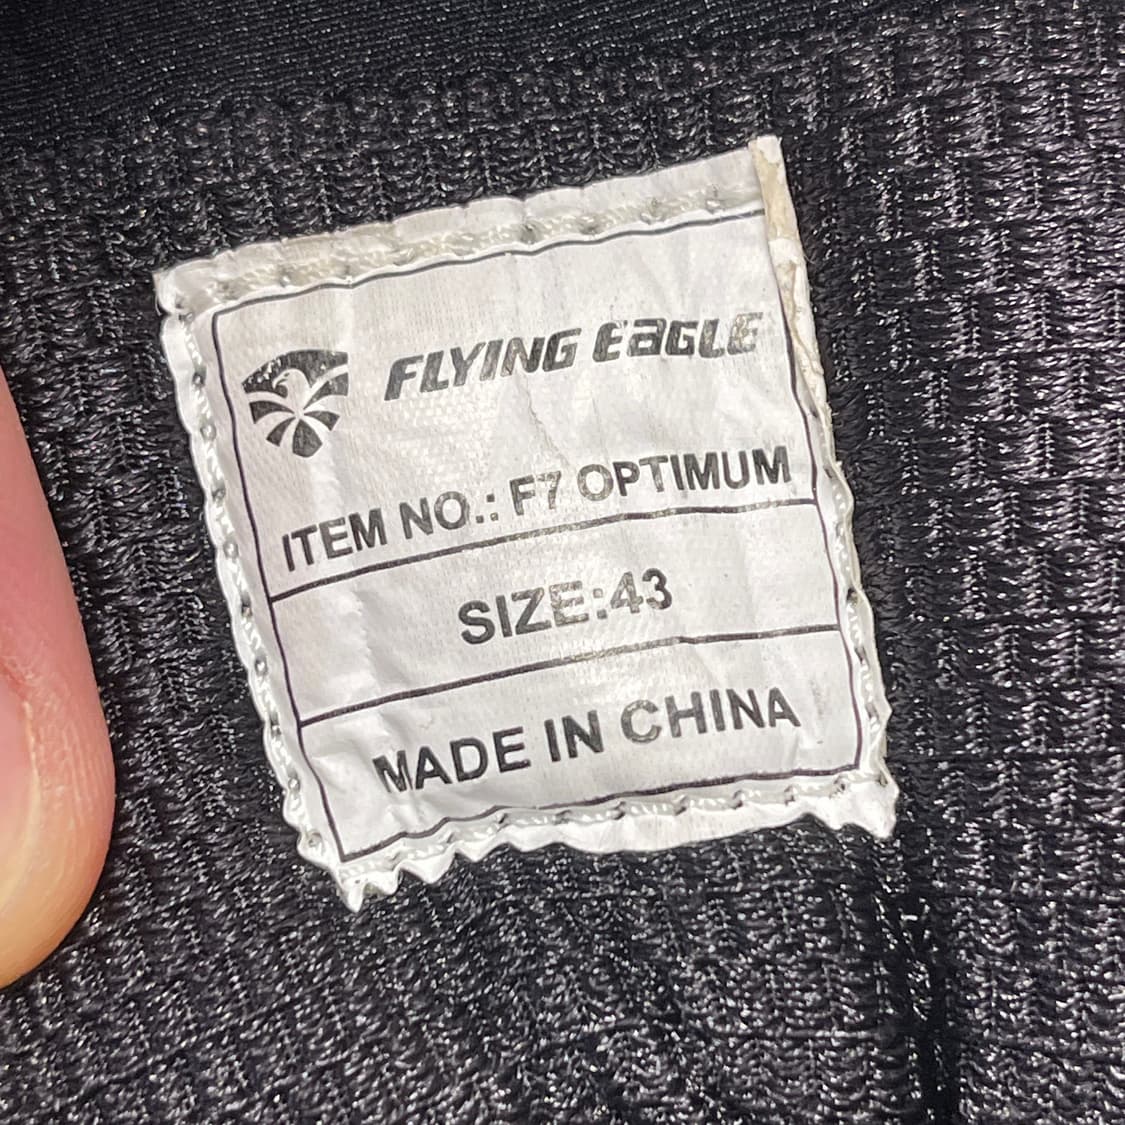 FLYING EaGLE
ITEM NO.: F7 OPTIMUM
SIZE:43
MADE IN CHINA